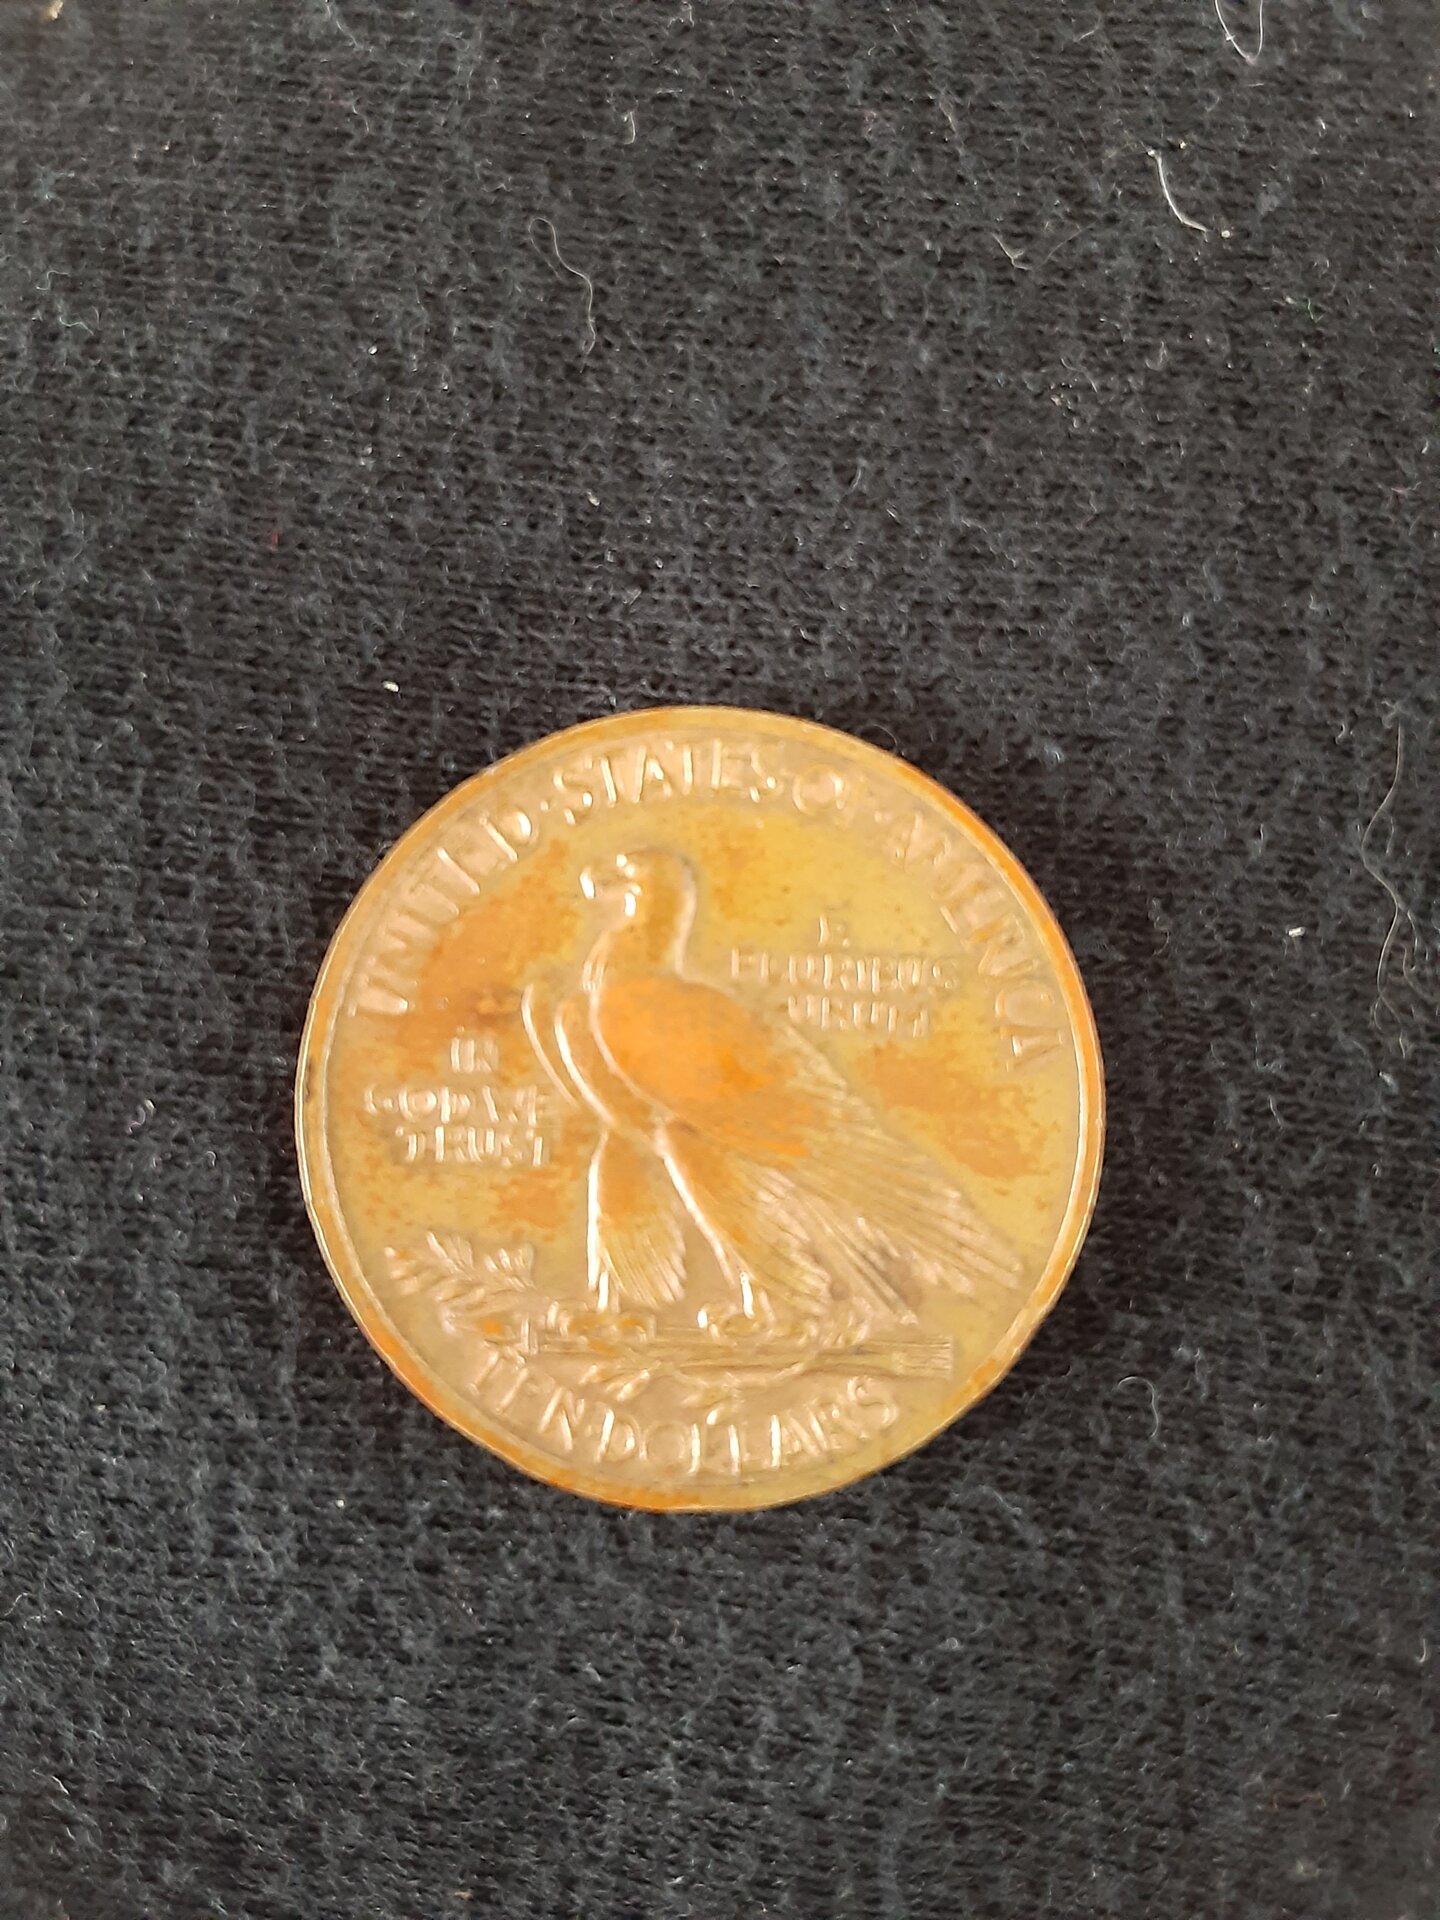 UNITED·STATES·OF·AMERICA
E
PLURIBUS
UNUM
IN
GOD WE
TRUST
TEN·DOLLARS